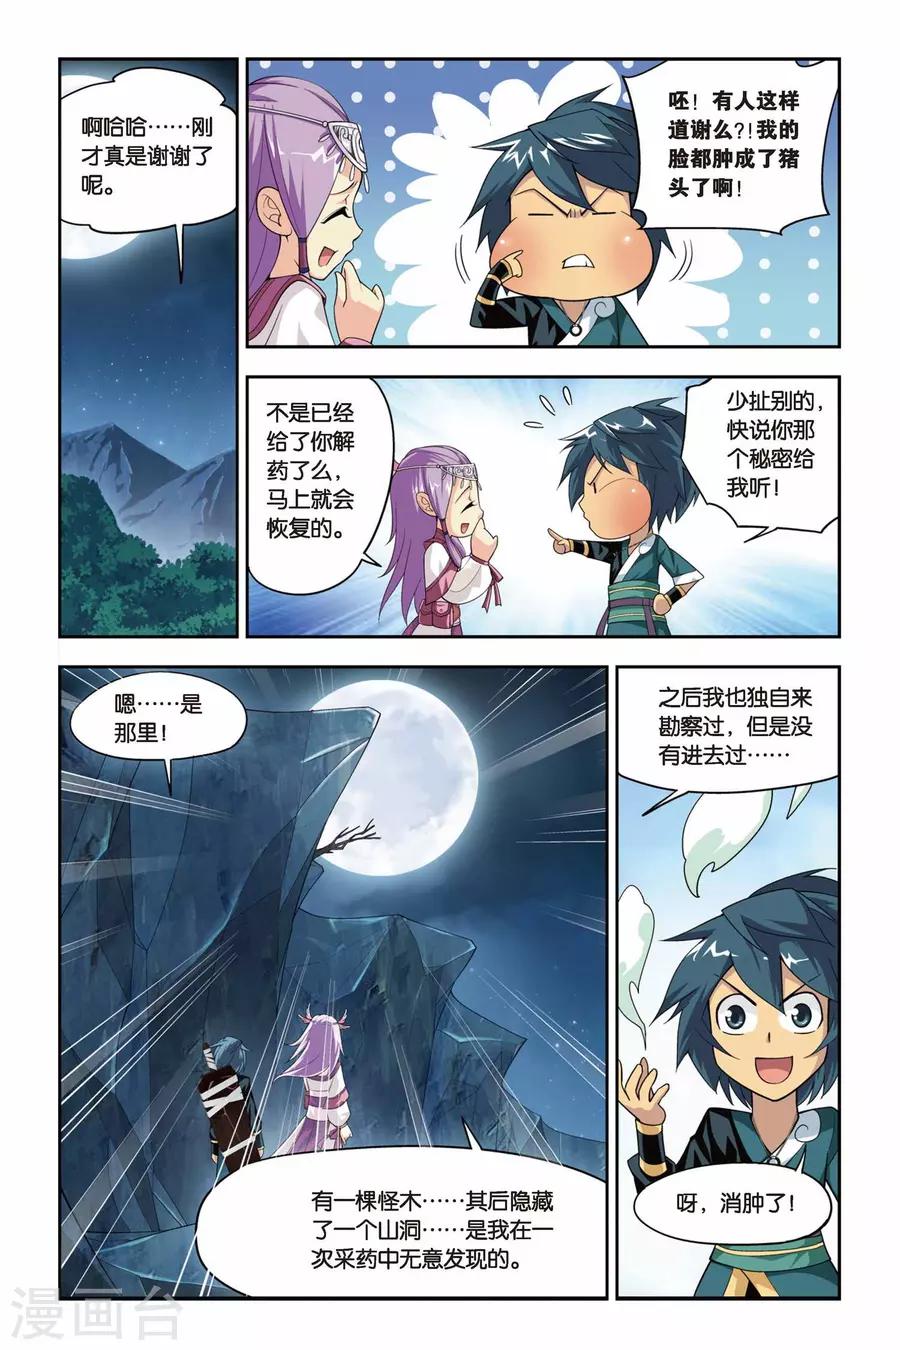 啊哈哈……刚
才真是谢谢了
呢。
呸！有人这样
道谢么?!我的
脸都肿成了猪
头了啊！
不是已经
给了你解
药了么，
马上就会
恢复的。
少扯别的，
快说你那
个秘密给
我听！
嗯……是
那里！
有一棵怪木……其后隐藏
了一个山洞……是我在一
次采药中无意发现的。
之后我也独自来
勘察过，但是没
有进去过……
呀，消肿了！
漫画台